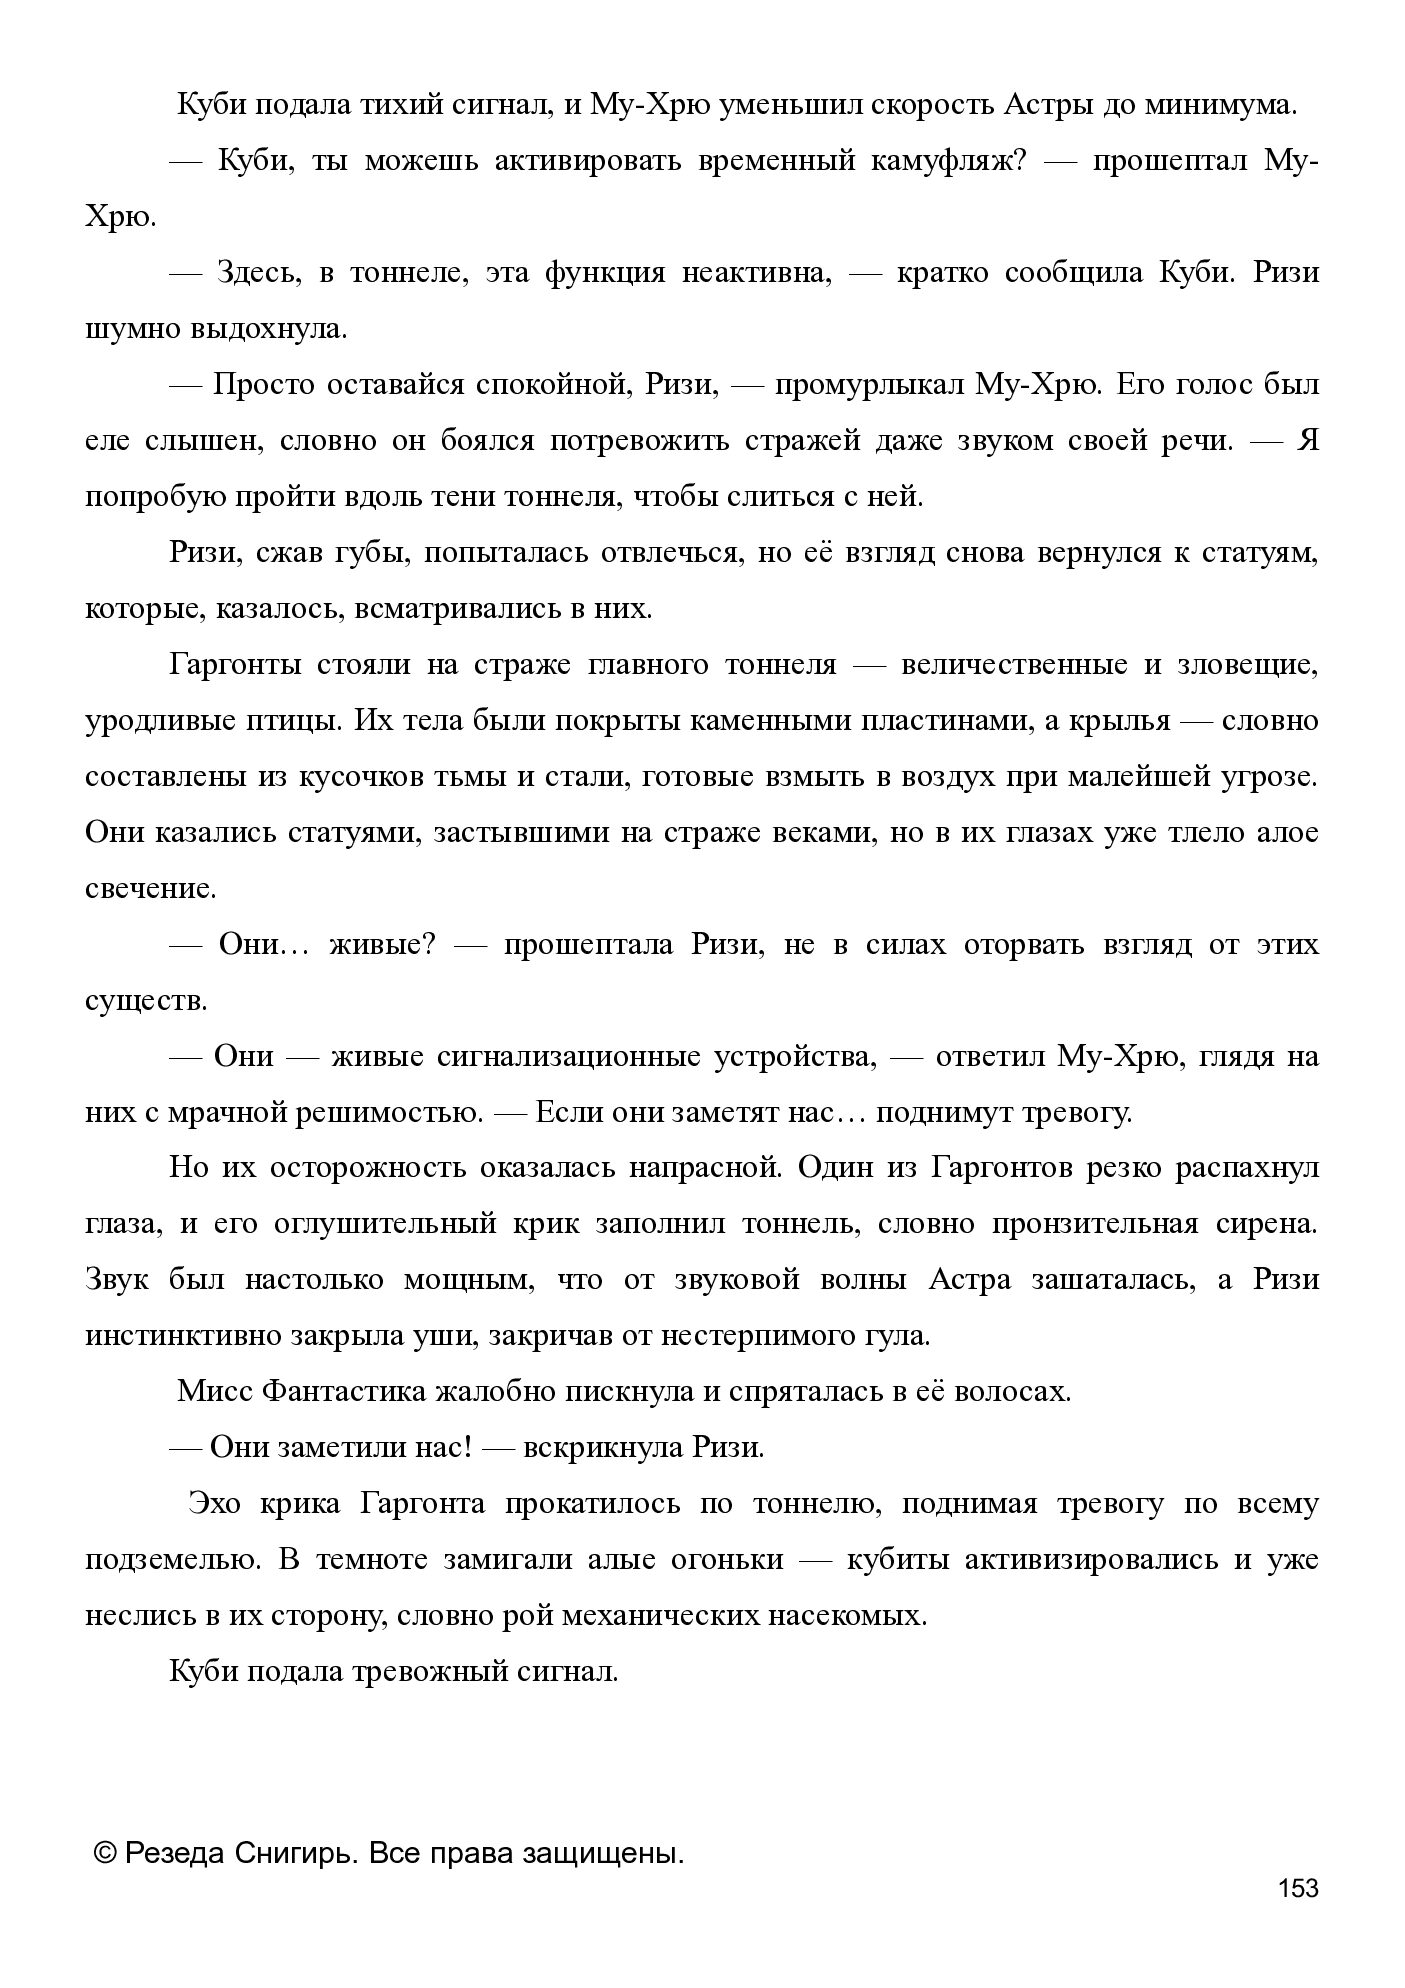 Куби подала тихий сигнал, и Му-Хрю уменьшил скорость Астры до минимума.
— Куби, ты можешь активировать временный камуфляж? — прошептал Му-
Хрю.
— Здесь, в тоннеле, эта функция неактивна, — кратко сообщила Куби. Ризи
шумно выдохнула.
— Просто оставайся спокойной, Ризи, — промурлыкал Му-Хрю. Его голос был
еле слышен, словно он боялся потревожить стражей даже звуком своей речи. — Я
попробую пройти вдоль тени тоннеля, чтобы слиться с ней.
Ризи, сжав губы, попыталась отвлечься, но её взгляд снова вернулся к статуям,
которые, казалось, всматривались в них.
Гаргонты стояли на страже главного тоннеля — величественные и зловещие,
уродливые птицы. Их тела были покрыты каменными пластинами, а крылья — словно
составлены из кусочков тьмы и стали, готовые взмыть в воздух при малейшей угрозе.
Они казались статуями, застывшими на страже веками, но в их глазах уже тлело алое
свечение.
— Они… живые? — прошептала Ризи, не в силах оторвать взгляд от этих
существ.
— Они — живые сигнализационные устройства, — ответил Му-Хрю, глядя на
них с мрачной решимостью. — Если они заметят нас… поднимут тревогу.
Но их осторожность оказалась напрасной. Один из Гаргонтов резко распахнул
глаза, и его оглушительный крик заполнил тоннель, словно пронзительная сирена.
Звук был настолько мощным, что от звуковой волны Астра зашаталась, а Ризи
инстинктивно закрыла уши, закричав от нестерпимого гула.
Мисс Фантастика жалобно пискнула и спряталась в её волосах.
— Они заметили нас! — вскрикнула Ризи.
Эхо крика Гаргонта прокатилось по тоннелю, поднимая тревогу по всему
подземелью. В темноте замигали алые огоньки — кубиты активизировались и уже
неслись в их сторону, словно рой механических насекомых.
Куби подала тревожный сигнал.
© Резеда Снигирь. Все права защищены.
153